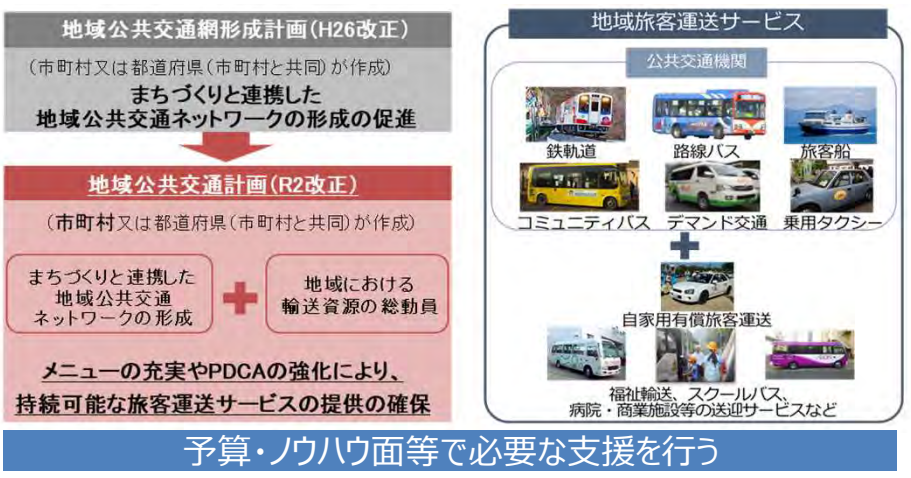 地域公共交通網形成計画(H26改正)
(市町村又は都道府県(市町村と共同)が作成)
まちづくりと連携した
地域公共交通ネットワークの形成の促進
地域公共交通計画(R2改正)
(市町村又は都道府県(市町村と共同)が作成)
まちづくりと連携した
地域公共交通
ネットワークの形成
地域における
輸送資源の総動員
メニューの充実やPDCAの強化により、
持続可能な旅客運送サービスの提供の確保
地域旅客運送サービス
公共交通機関
鉄軌道
路線バス
旅客船
コミュニティバス
デマンド交通
乗用タクシー
自家用有償旅客運送
福祉輸送、スクールバス、
病院・商業施設等の送迎サービスなど
予算・ノウハウ面等で必要な支援を行う